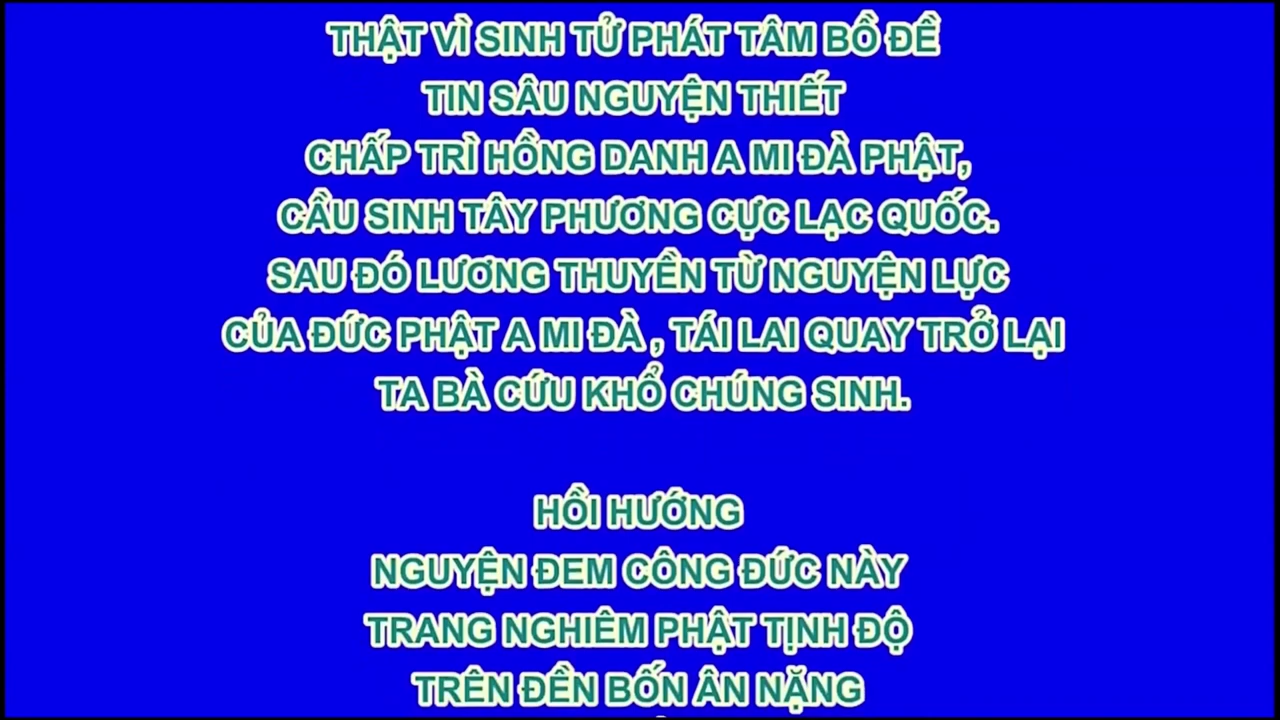 THẬT VÌ SINH TỬ PHÁT TÂM BỒ ĐỀ
TIN SÂU NGUYỆN THIẾT
CHẤP TRÌ HỒNG DANH A MI ĐÀ PHẬT,
CẦU SINH TÂY PHƯƠNG CỰC LẠC QUỐC.
SAU ĐÓ LƯƠNG THUYỀN TỪ NGUYỆN LỰC
CỦA ĐỨC PHẬT A MI ĐÀ , TÁI LAI QUAY TRỞ LẠI
TA BÀ CỨU KHỔ CHÚNG SINH.
HỒI HƯỚNG
NGUYỆN ĐEM CÔNG ĐỨC NÀY
TRANG NGHIÊM PHẬT TỊNH ĐỘ
TRÊN ĐỀN BỐN ÂN NẶNG